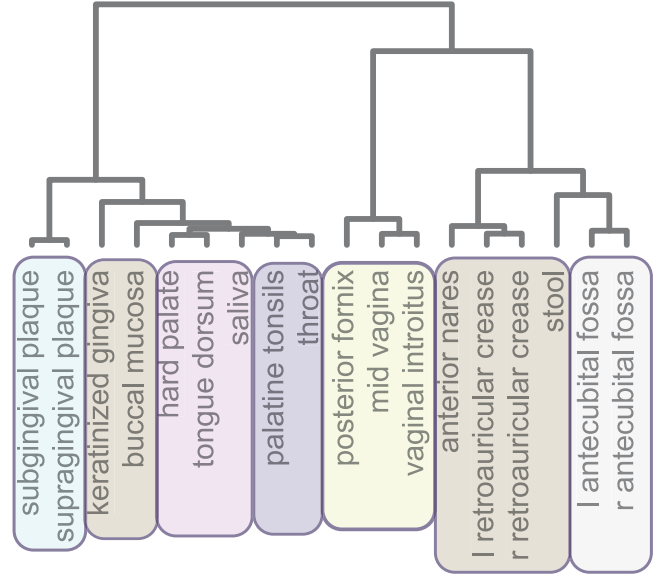 subgingival plaque
supragingival plaque
keratinized gingiva
buccal mucosa
hard palate
tongue dorsum
saliva
palatine tonsils
throat
posterior fornix
mid vagina
vaginal introitus
anterior nares
l retroauricular crease
r retroauricular crease
stool
l antecubital fossa
r antecubital fossa